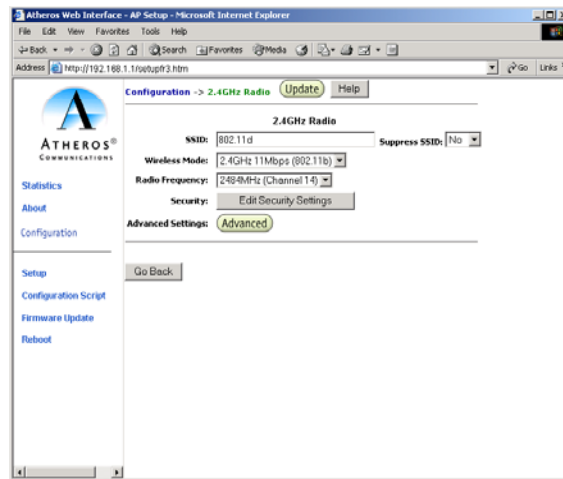 Atheros Web Interface - AP Setup - Microsoft Internet Explorer
File Edit View Favorites Tools Help
Back Search Favorites Media
Address http://192.168.1.1/setupfr3.htm Go Links
Configuration -> 2.4GHz Radio Update Help
2.4GHz Radio
SSID: 802.11d Suppress SSID: No
Wireless Mode: 2.4GHz 11Mbps (802.11b)
Radio Frequency: 2484MHz (Channel 14)
Security: Edit Security Settings
Advanced Settings: Advanced
Go Back
ATHEROS®
COMMUNICATIONS
Statistics
About
Configuration
Setup
Configuration Script
Firmware Update
Reboot